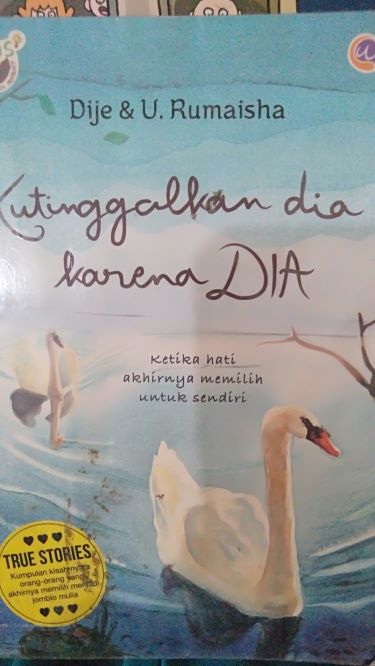 Dije & U. Rumaisha
Kutinggalkan dia
karena DIA
Ketika hati
akhirnya memilih
untuk sendiri
TRUE STORIES
Kumpulan kisah nyata
orang-orang yang
akhirnya memilih menjadi
jomblo mulia